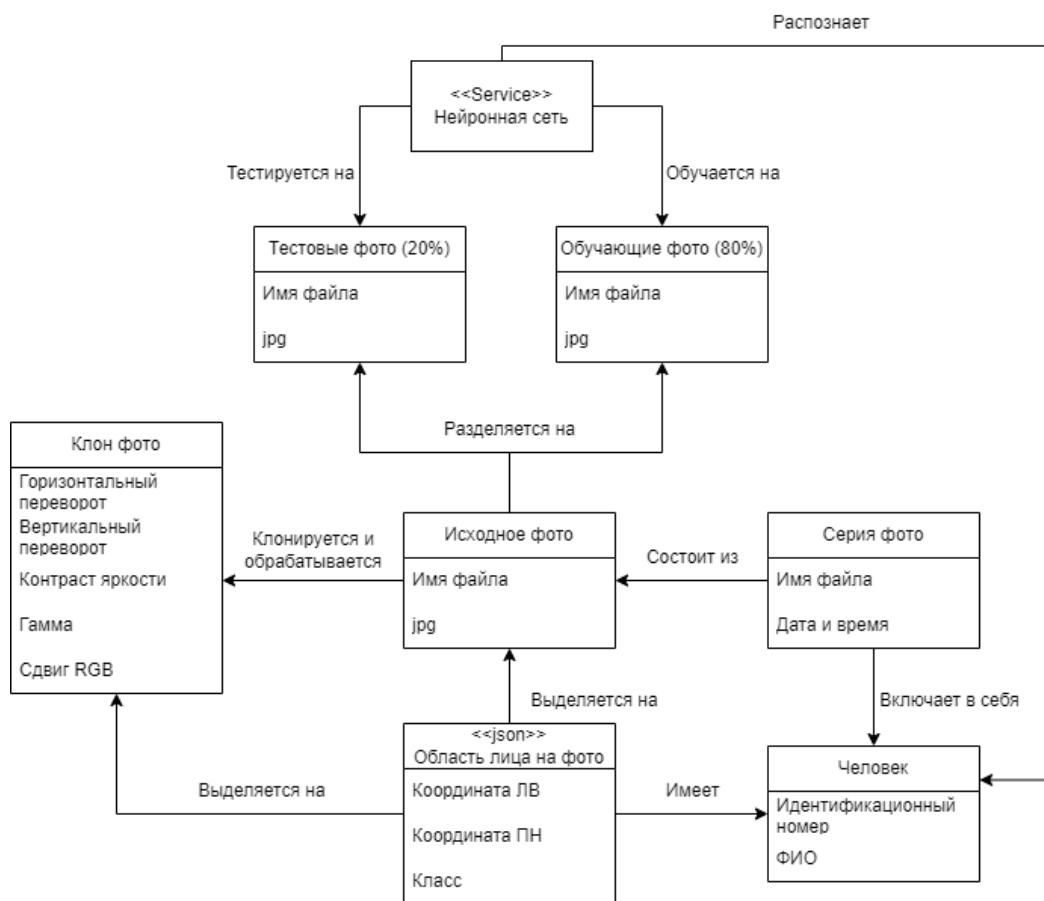 Распознает
<<Service>>
Нейронная сеть
Тестируется на
Обучается на
Тестовые фото (20%)
Имя файла
jpg
Обучающие фото (80%)
Имя файла
jpg
Разделяется на
Клон фото
Горизонтальный
переворот
Вертикальный
переворот
Контраст яркости
Гамма
Сдвиг RGB
Клонируется и
обрабатывается
Исходное фото
Имя файла
jpg
Состоит из
Серия фото
Имя файла
Дата и время
Выделяется на
Включает в себя
<<json>>
Область лица на фото
Координата ЛВ
Координата ПН
Класс
Выделяется на
Имеет
Человек
Идентификационный
номер
ФИО